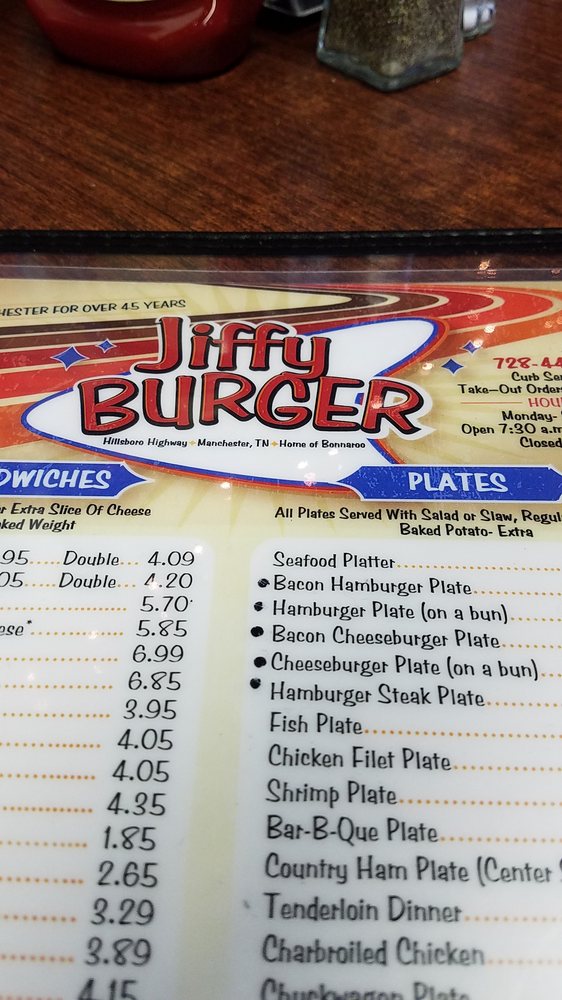 HESTER FOR OVER 45 YEARS
Jiffy
BURGER
Hillsboro Highway Manchester, TN Home of Bonnaroo
728-44
Curb Ser
Take-Out Order
HOU
Monday-
Open 7:30 a.m
Closed
DWICHES
r Extra Slice Of Cheese
oked Weight
.95.....Double... 4.09
05.....Double... 4.20
5.70
ese* 5.85
6.99
6.85
3.95
4.05
4.05
4.35
1.85
2.65
3.29
3.89
4.15
PLATES
All Plates Served With Salad or Slaw, Regul
Baked Potato- Extra
Seafood Platter
• Bacon Hamburger Plate
• Hamburger Plate (on a bun)
• Bacon Cheeseburger Plate
• Cheeseburger Plate (on a bun)
• Hamburger Steak Plate
Fish Plate
Chicken Filet Plate
Shrimp Plate
Bar-B-Que Plate
Country Ham Plate (Center
Tenderloin Dinner
Charbroiled Chicken
Chuckwagon Plate